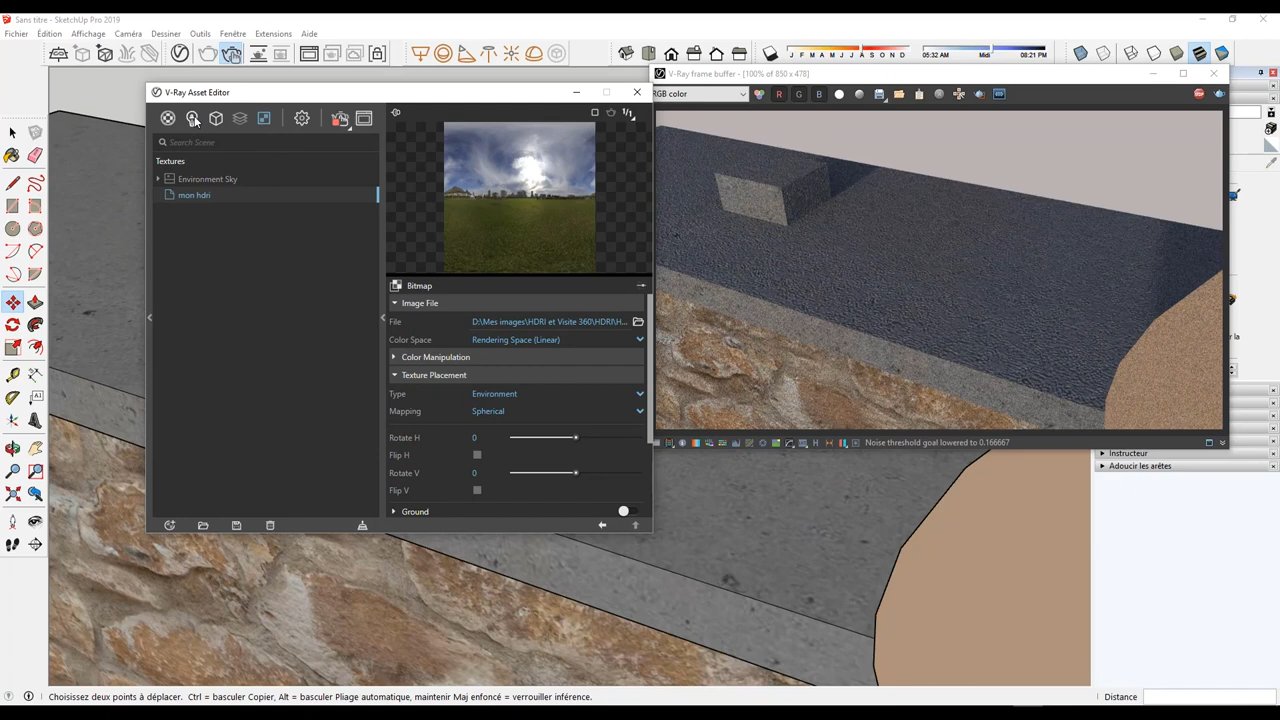 Sans titre - SketchUp Pro 2019
Fichier Édition Affichage Caméra Dessiner Outils Fenêtre Extensions Aide
J F M A M J J A S O N D
05:32 AM Midi 08:21 PM
V-Ray Asset Editor
Search Scene
Textures
Environment Sky
mon hdri
1/1
Bitmap
Image File
File D:\Mes images\HDRI et Visite 360\HDRI\H...
Color Space Rendering Space (Linear)
Color Manipulation
Texture Placement
Type Environment
Mapping Spherical
Rotate H 0
Flip H
Rotate V 0
Flip V
Ground
V-Ray frame buffer - [100% of 850 x 478]
RGB color R G B
Noise threshold goal lowered to 0.166667
Instructeur
Adoucir les arêtes
Choisissez deux points à déplacer. Ctrl = basculer Copier, Alt = basculer Pliage automatique, maintenir Maj enfoncé = verrouiller inférence.
Distance